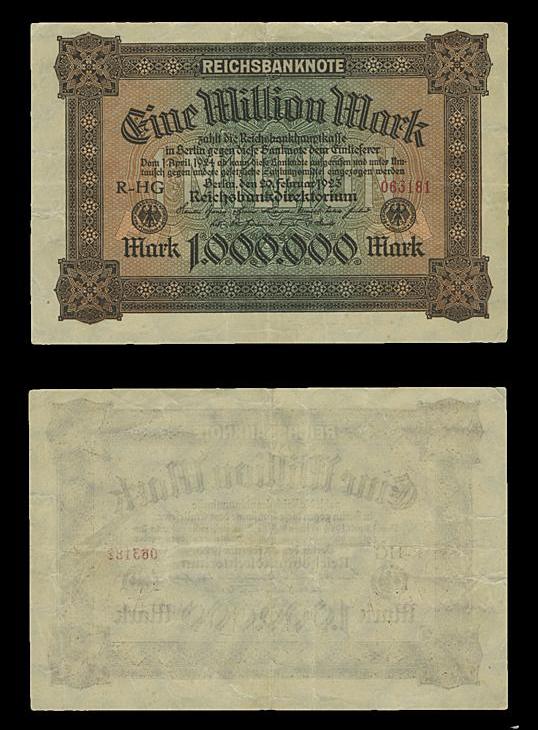 REICHSBANKNOTE
Eine Million Mark
zahlt die Reichsbankhauptkasse
in Berlin gegen diese Banknote dem Einlieferer
Vom 1. April 1924 ab kann diese Banknote aufgerufen und unter Um-
tausch gegen andere gesetzliche Zahlungsmittel eingezogen werden
Berlin, den 20. Februar 1923
R-HG 063181
Reichsbankdirektorium
Mark 1.000.000 Mark